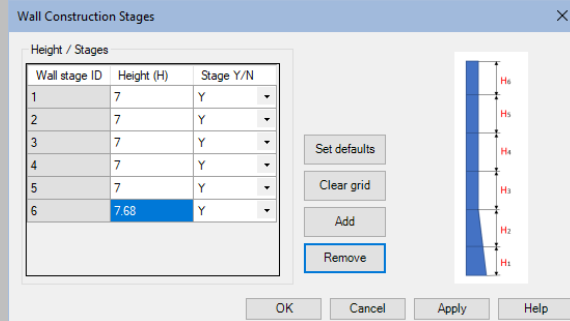 Wall Construction Stages
Height / Stages
Wall stage ID Height (H) Stage Y/N
1 7 Y
2 7 Y
3 7 Y
4 7 Y
5 7 Y
6 7.68 Y
Set defaults
Clear grid
Add
Remove
H₆
H₅
H₄
H₃
H₂
H₁
OK Cancel Apply Help